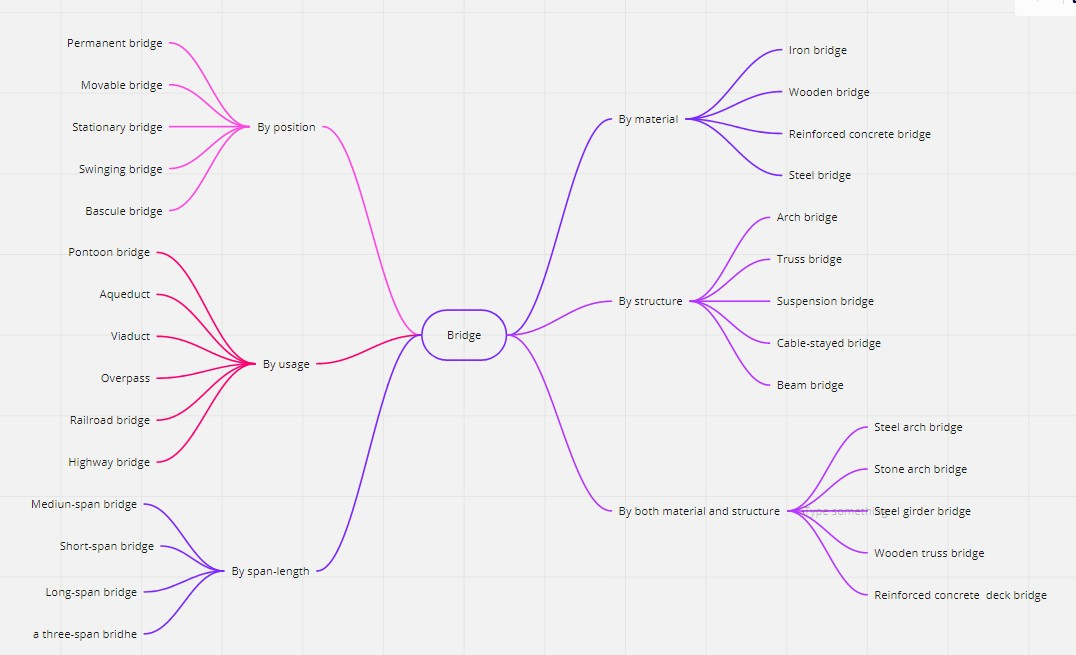 Permanent bridge
Movable bridge
Stationary bridge
Swinging bridge
Bascule bridge
By position
Pontoon bridge
Aqueduct
Viaduct
Overpass
Railroad bridge
Highway bridge
By usage
Mediun-span bridge
Short-span bridge
Long-span bridge
a three-span bridhe
By span-length
Bridge
By material
Iron bridge
Wooden bridge
Reinforced concrete bridge
Steel bridge
By structure
Arch bridge
Truss bridge
Suspension bridge
Cable-stayed bridge
Beam bridge
By both material and structure
Steel arch bridge
Stone arch bridge
Steel girder bridge
Wooden truss bridge
Reinforced concrete  deck bridge